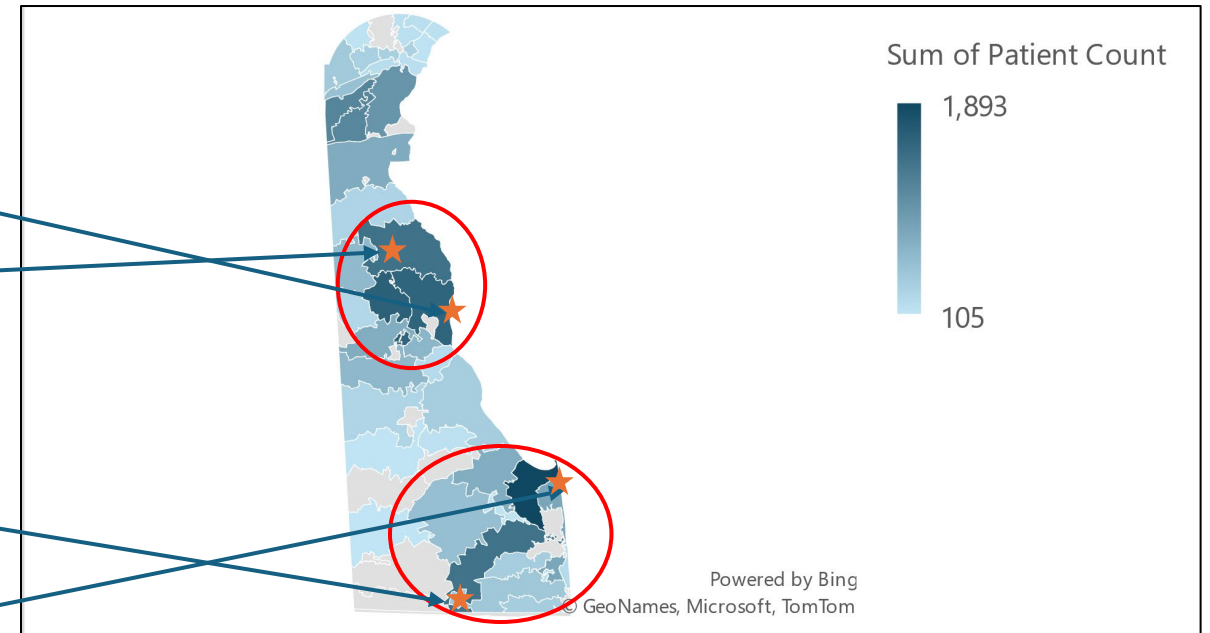 Sum of Patient Count
1,893
105
Powered by Bing
© GeoNames, Microsoft, TomTom